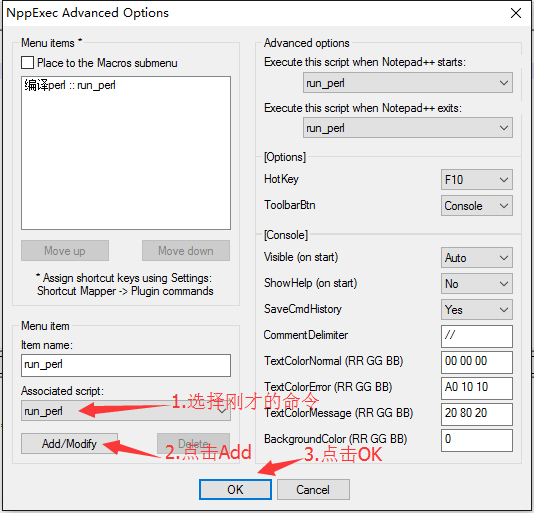 NppExec Advanced Options
Menu items *
Place to the Macros submenu
编译perl :: run_perl
Move up
Move down
* Assign shortcut keys using Settings:
Shortcut Mapper -> Plugin commands
Menu item
Item name:
run_perl
Associated script:
run_perl
1.选择刚才的命令
Add/Modify
Delete
2.点击Add
Advanced options
Execute this script when Notepad++ starts:
run_perl
Execute this script when Notepad++ exits:
run_perl
[Options]
HotKey
F10
ToolbarBtn
Console
[Console]
Visible (on start)
Auto
ShowHelp (on start)
No
SaveCmdHistory
Yes
CommentDelimiter
//
TextColorNormal (RR GG BB)
00 00 00
TextColorError (RR GG BB)
A0 10 10
TextColorMessage (RR GG BB)
20 80 20
BackgroundColor (RR GG BB)
0
3.点击OK
OK
Cancel